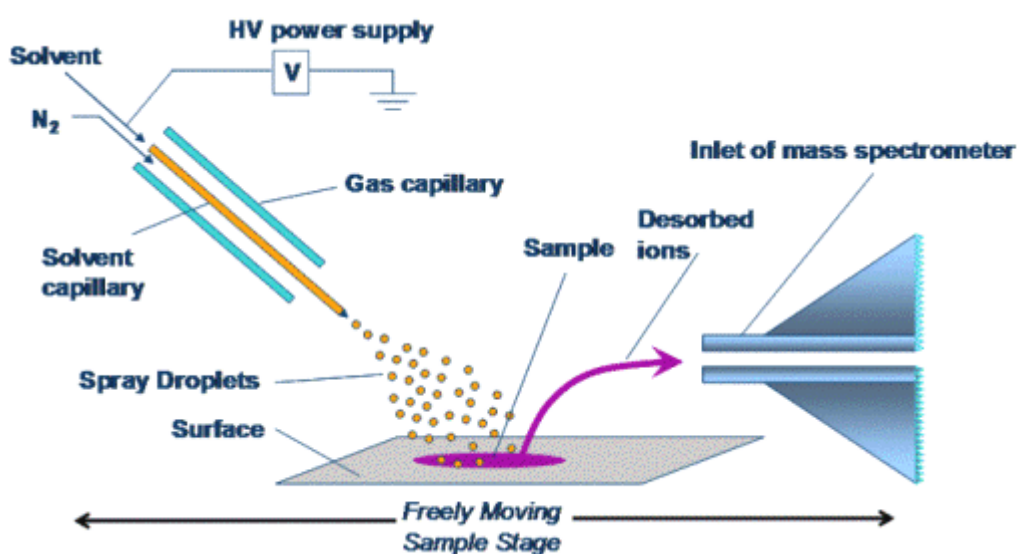 HV power supply
Solvent
V
N₂
Inlet of mass spectrometer
Gas capillary
Desorbed
ions
Sample
Solvent
capillary
Spray Droplets
Surface
Freely Moving
Sample Stage